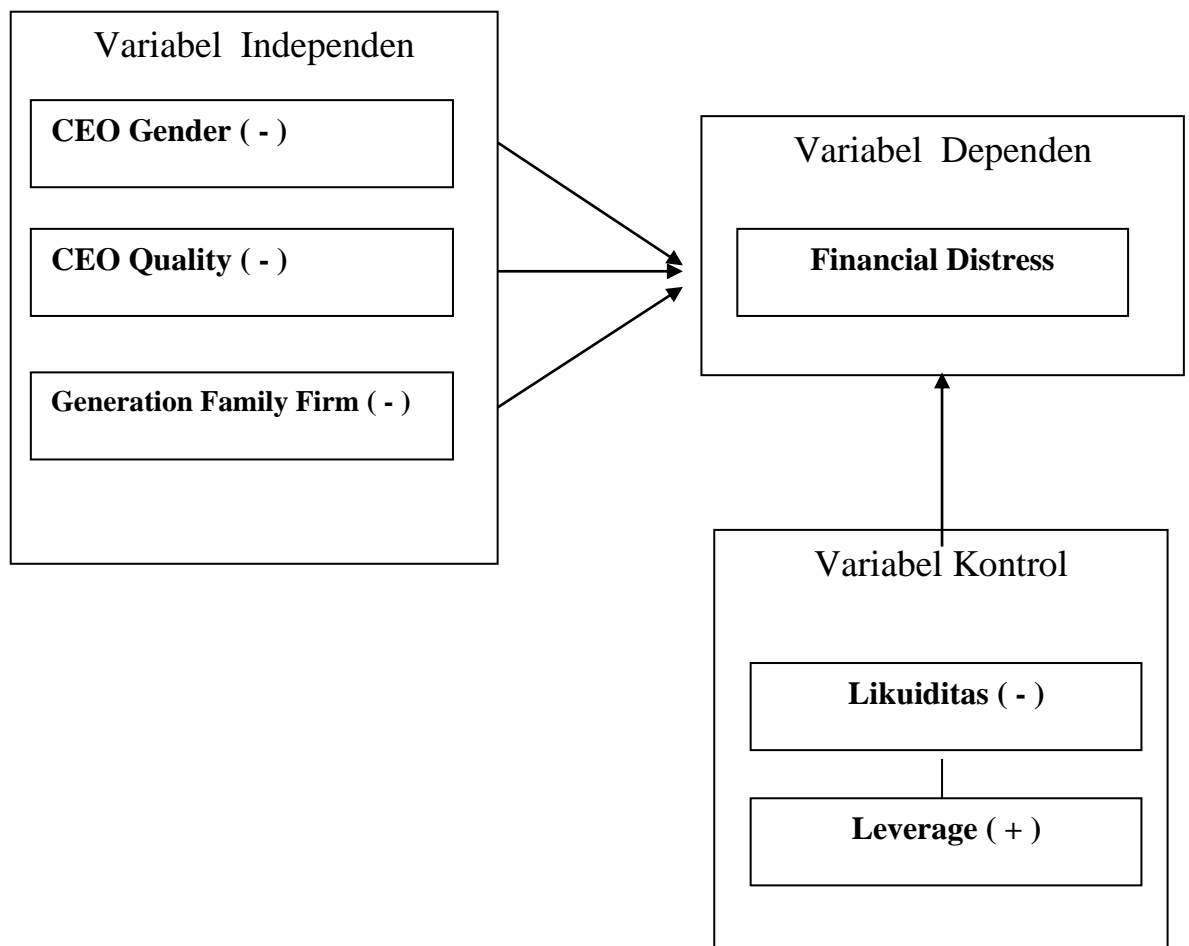 Variabel Independen
CEO Gender ( - )
CEO Quality ( - )
Generation Family Firm ( - )
Variabel Dependen
Financial Distress
Variabel Kontrol
Likuiditas ( - )
Leverage ( + )